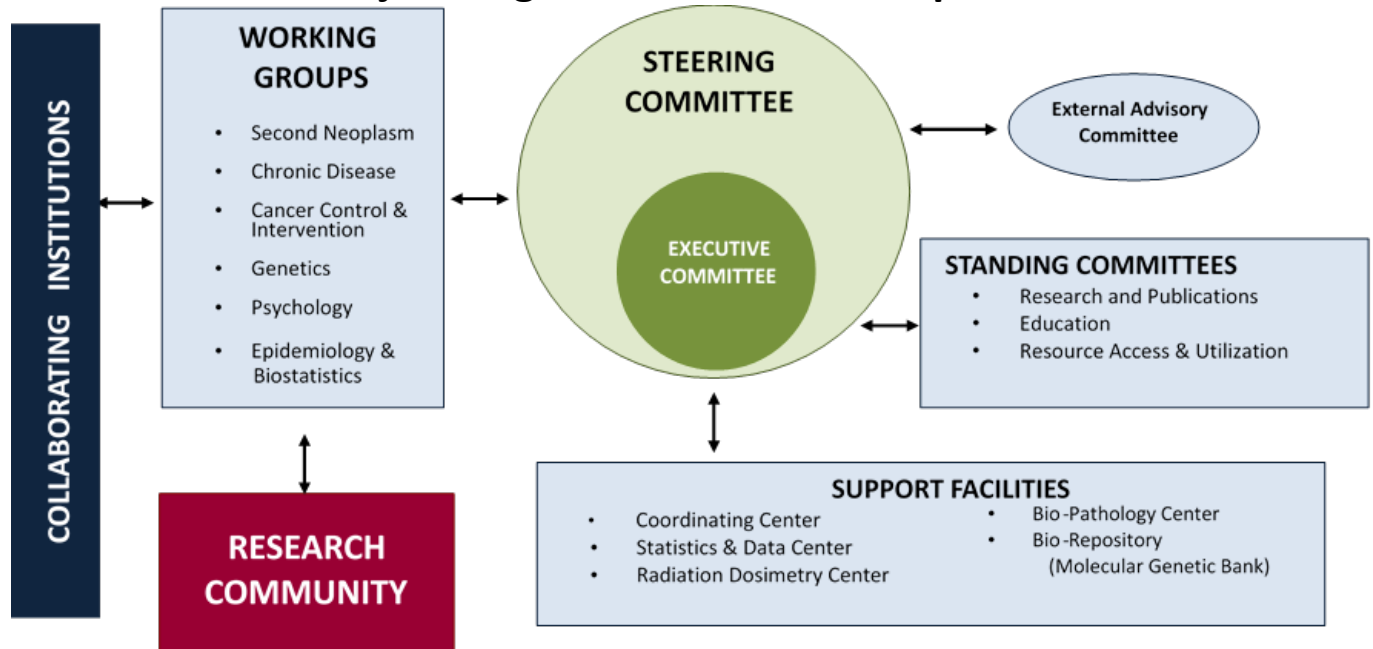 COLLABORATING INSTITUTIONS
WORKING
GROUPS
• Second Neoplasm
• Chronic Disease
• Cancer Control &
Intervention
• Genetics
• Psychology
• Epidemiology &
Biostatistics
RESEARCH
COMMUNITY
STEERING
COMMITTEE
EXECUTIVE
COMMITTEE
External Advisory
Committee
STANDING COMMITTEES
• Research and Publications
• Education
• Resource Access & Utilization
SUPPORT FACILITIES
• Coordinating Center
• Statistics & Data Center
• Radiation Dosimetry Center
• Bio-Pathology Center
• Bio-Repository
(Molecular Genetic Bank)